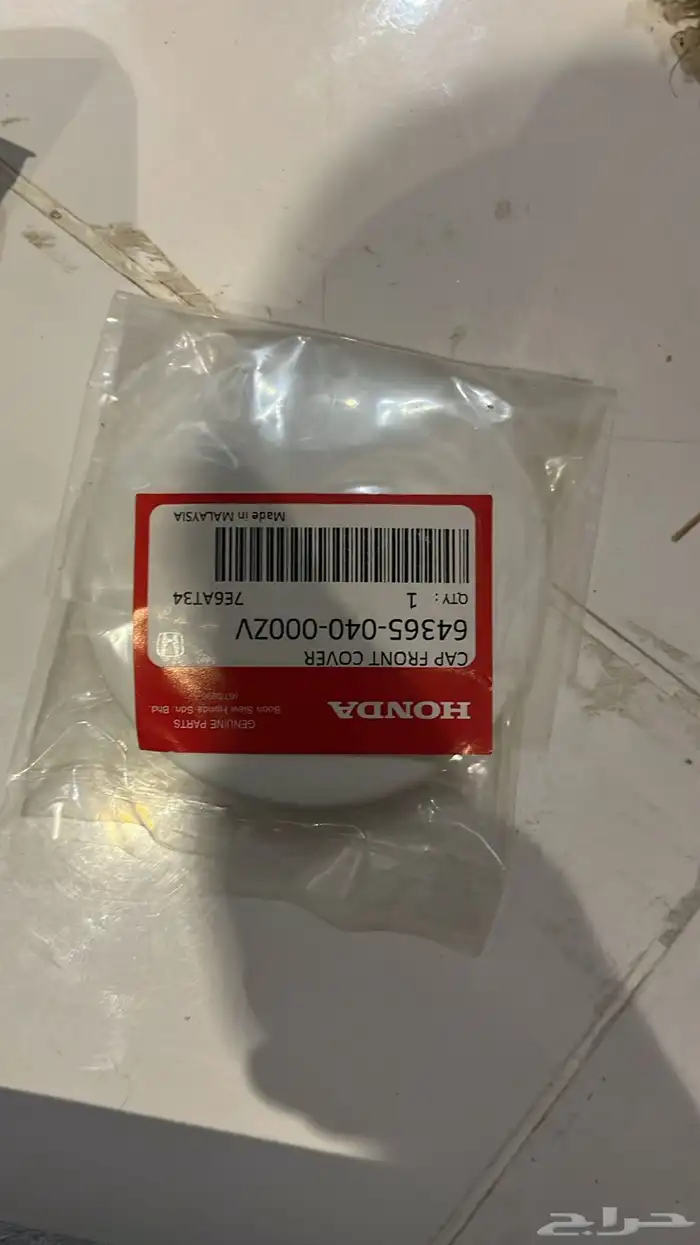 HONDA
GENUINE PARTS
Boon Siew Honda Sdn. Bhd.
CAP FRONT COVER
64365-040-000ZV
QTY: 1 7E6AT34
Made in MALAYSIA
حراج